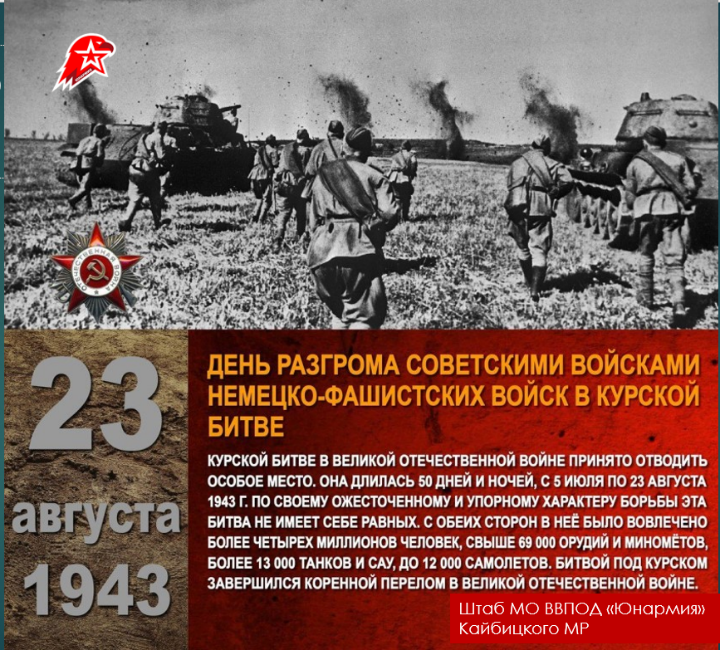 ОТЕЧЕСТВЕННАЯ ВОЙНА
23
августа
1943
ДЕНЬ РАЗГРОМА СОВЕТСКИМИ ВОЙСКАМИ
НЕМЕЦКО-ФАШИСТСКИХ ВОЙСК В КУРСКОЙ
БИТВЕ
КУРСКОЙ БИТВЕ В ВЕЛИКОЙ ОТЕЧЕСТВЕННОЙ ВОЙНЕ ПРИНЯТО ОТВОДИТЬ
ОСОБОЕ МЕСТО. ОНА ДЛИЛАСЬ 50 ДНЕЙ И НОЧЕЙ, С 5 ИЮЛЯ ПО 23 АВГУСТА
1943 Г. ПО СВОЕМУ ОЖЕСТОЧЕННОМУ И УПОРНОМУ ХАРАКТЕРУ БОРЬБЫ ЭТА
БИТВА НЕ ИМЕЕТ СЕБЕ РАВНЫХ. С ОБЕИХ СТОРОН В НЕЁ БЫЛО ВОВЛЕЧЕНО
БОЛЕЕ ЧЕТЫРЕХ МИЛЛИОНОВ ЧЕЛОВЕК, СВЫШЕ 69 000 ОРУДИЙ И МИНОМЁТОВ,
БОЛЕЕ 13 000 ТАНКОВ И САУ, ДО 12 000 САМОЛЕТОВ. БИТВОЙ ПОД КУРСКОМ
ЗАВЕРШИЛСЯ КОРЕННОЙ ПЕРЕЛОМ В ВЕЛИКОЙ ОТЕЧЕСТВЕННОЙ ВОЙНЕ.
Штаб МО ВВПОД «Юнармия»
Кайбицкого МР